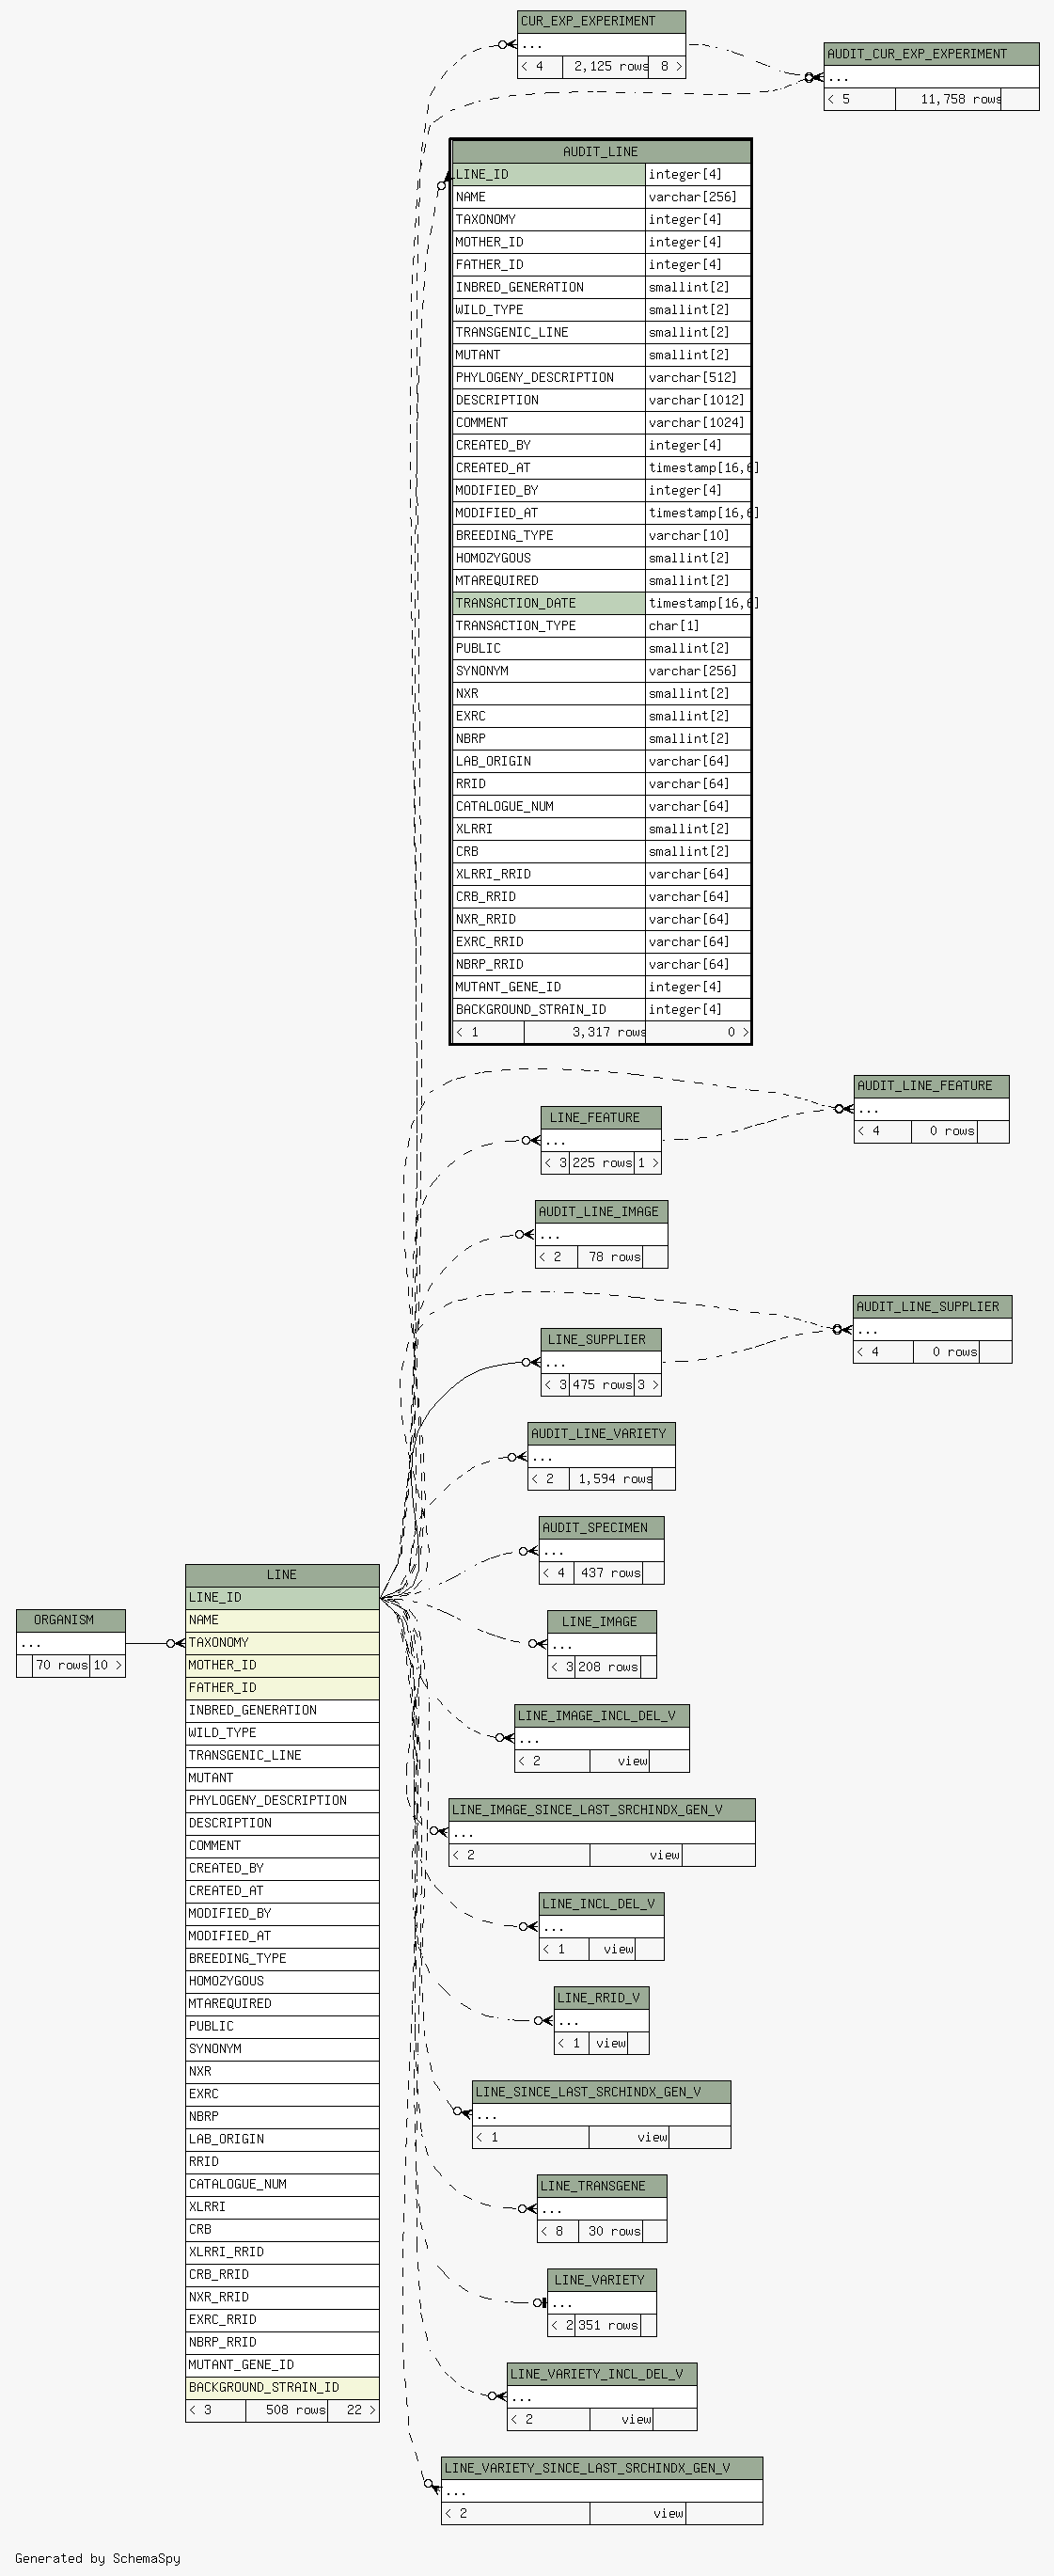 CUR_EXP_EXPERIMENT
...
< 4 2,125 rows 8 >
AUDIT_CUR_EXP_EXPERIMENT
...
< 5 11,758 rows
AUDIT_LINE
LINE_ID integer[4]
NAME varchar[256]
TAXONOMY integer[4]
MOTHER_ID integer[4]
FATHER_ID integer[4]
INBRED_GENERATION smallint[2]
WILD_TYPE smallint[2]
TRANSGENIC_LINE smallint[2]
MUTANT smallint[2]
PHYLOGENY_DESCRIPTION varchar[512]
DESCRIPTION varchar[1012]
COMMENT varchar[1024]
CREATED_BY integer[4]
CREATED_AT timestamp[16,6]
MODIFIED_BY integer[4]
MODIFIED_AT timestamp[16,6]
BREEDING_TYPE varchar[10]
HOMOZYGOUS smallint[2]
MTAREQUIRED smallint[2]
TRANSACTION_DATE timestamp[16,6]
TRANSACTION_TYPE char[1]
PUBLIC smallint[2]
SYNONYM varchar[256]
NXR smallint[2]
EXRC smallint[2]
NBRP smallint[2]
LAB_ORIGIN varchar[64]
RRID varchar[64]
CATALOGUE_NUM varchar[64]
XLRRI smallint[2]
CRB smallint[2]
XLRRI_RRID varchar[64]
CRB_RRID varchar[64]
NXR_RRID varchar[64]
EXRC_RRID varchar[64]
NBRP_RRID varchar[64]
MUTANT_GENE_ID integer[4]
BACKGROUND_STRAIN_ID integer[4]
< 1 3,317 rows 0 >
AUDIT_LINE_FEATURE
...
< 4 0 rows
LINE_FEATURE
...
< 3 225 rows 1 >
AUDIT_LINE_IMAGE
...
< 2 78 rows
AUDIT_LINE_SUPPLIER
...
< 4 0 rows
LINE_SUPPLIER
...
< 3 475 rows 3 >
AUDIT_LINE_VARIETY
...
< 2 1,594 rows
AUDIT_SPECIMEN
...
< 4 437 rows
ORGANISM
...
70 rows 10 >
LINE
LINE_ID
NAME
TAXONOMY
MOTHER_ID
FATHER_ID
INBRED_GENERATION
WILD_TYPE
TRANSGENIC_LINE
MUTANT
PHYLOGENY_DESCRIPTION
DESCRIPTION
COMMENT
CREATED_BY
CREATED_AT
MODIFIED_BY
MODIFIED_AT
BREEDING_TYPE
HOMOZYGOUS
MTAREQUIRED
PUBLIC
SYNONYM
NXR
EXRC
NBRP
LAB_ORIGIN
RRID
CATALOGUE_NUM
XLRRI
CRB
XLRRI_RRID
CRB_RRID
NXR_RRID
EXRC_RRID
NBRP_RRID
MUTANT_GENE_ID
BACKGROUND_STRAIN_ID
< 3 508 rows 22 >
LINE_IMAGE
...
< 3 208 rows
LINE_IMAGE_INCL_DEL_V
...
< 2 view
LINE_IMAGE_SINCE_LAST_SRCHINDX_GEN_V
...
< 2 view
LINE_INCL_DEL_V
...
< 1 view
LINE_RRID_V
...
< 1 view
LINE_SINCE_LAST_SRCHINDX_GEN_V
...
< 1 view
LINE_TRANSGENE
...
< 8 30 rows
LINE_VARIETY
...
< 2 351 rows
LINE_VARIETY_INCL_DEL_V
...
< 2 view
LINE_VARIETY_SINCE_LAST_SRCHINDX_GEN_V
...
< 2 view
Generated by SchemaSpy